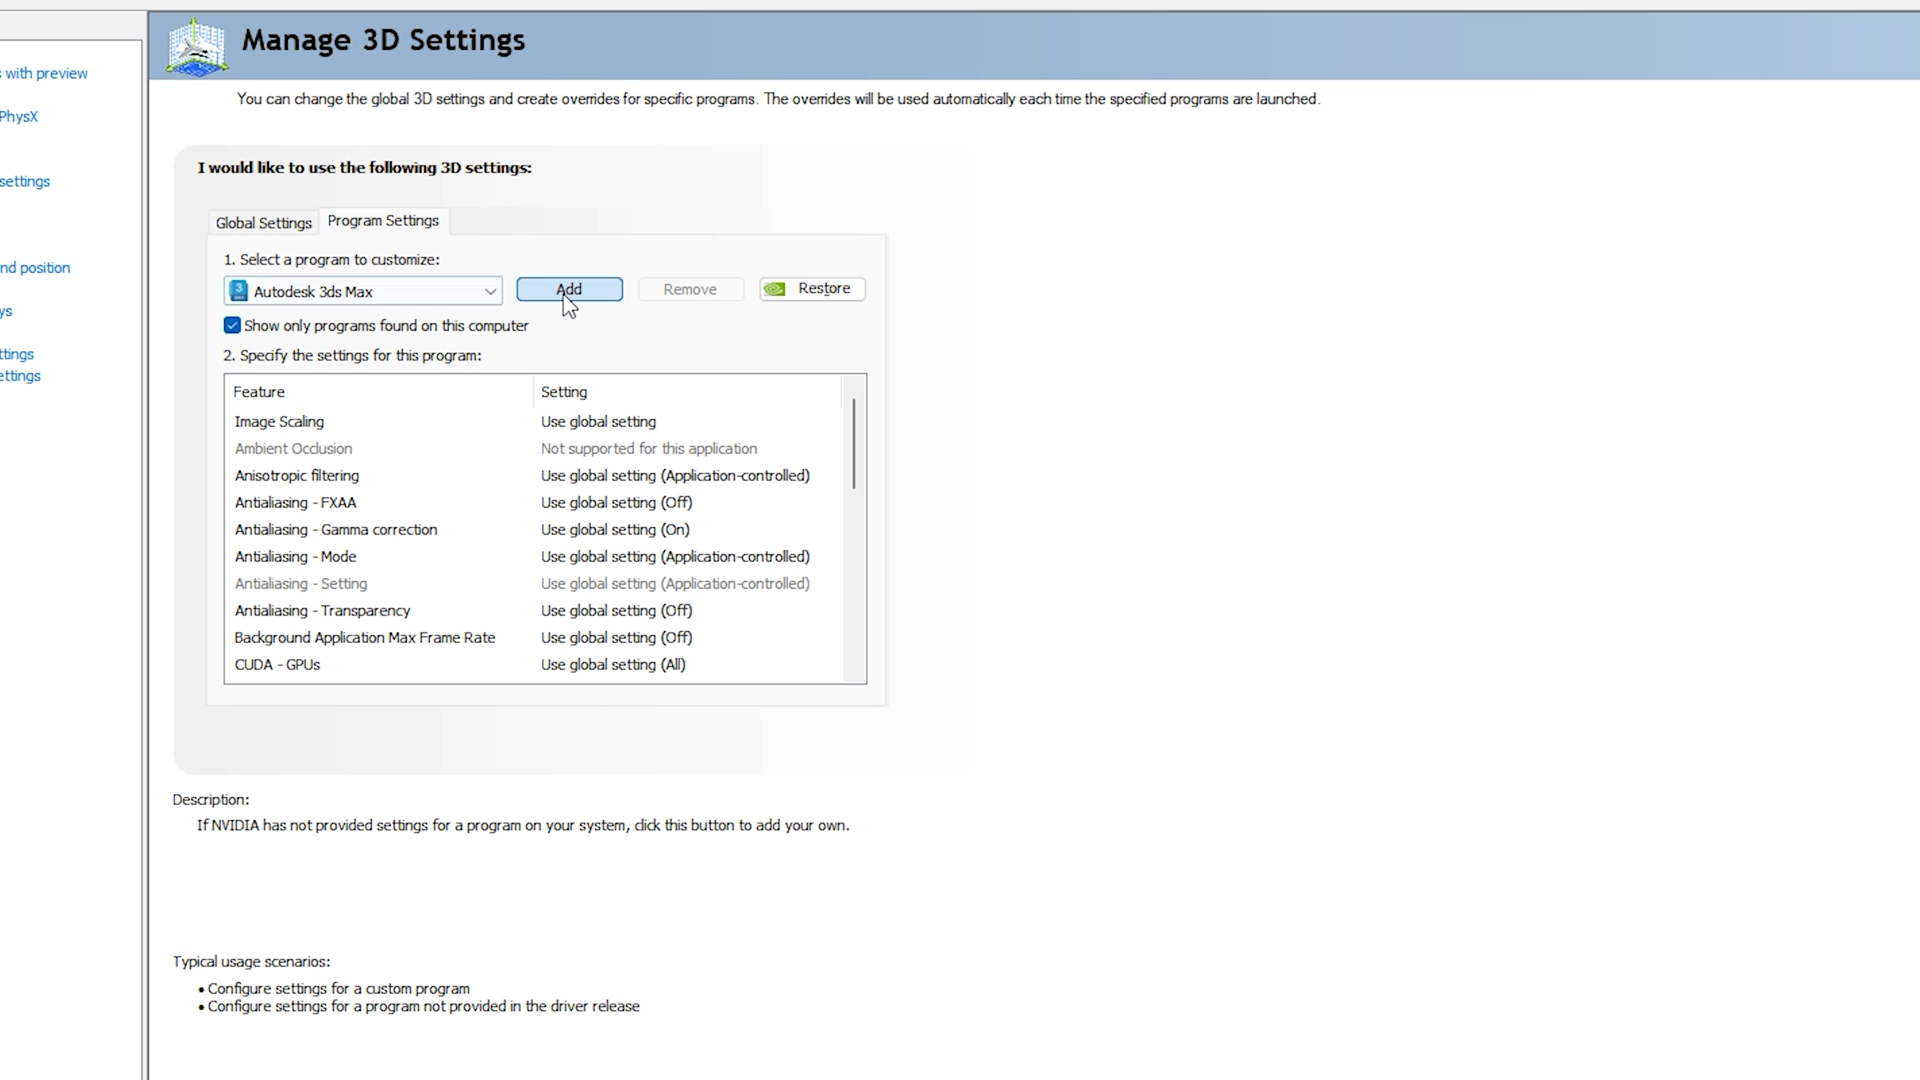 Manage 3D Settings
You can change the global 3D settings and create overrides for specific programs. The overrides will be used automatically each time the specified programs are launched.
s with preview
PhysX
settings
nd position
ys
ttings
ettings
I would like to use the following 3D settings:
Global Settings
Program Settings
1. Select a program to customize:
Autodesk 3ds Max
Add
Remove
Restore
Show only programs found on this computer
2. Specify the settings for this program:
Feature Setting
Image Scaling Use global setting
Ambient Occlusion Not supported for this application
Anisotropic filtering Use global setting (Application-controlled)
Antialiasing - FXAA Use global setting (Off)
Antialiasing - Gamma correction Use global setting (On)
Antialiasing - Mode Use global setting (Application-controlled)
Antialiasing - Setting Use global setting (Application-controlled)
Antialiasing - Transparency Use global setting (Off)
Background Application Max Frame Rate Use global setting (Off)
CUDA - GPUs Use global setting (All)
Description:
If NVIDIA has not provided settings for a program on your system, click this button to add your own.
Typical usage scenarios:
• Configure settings for a custom program
• Configure settings for a program not provided in the driver release